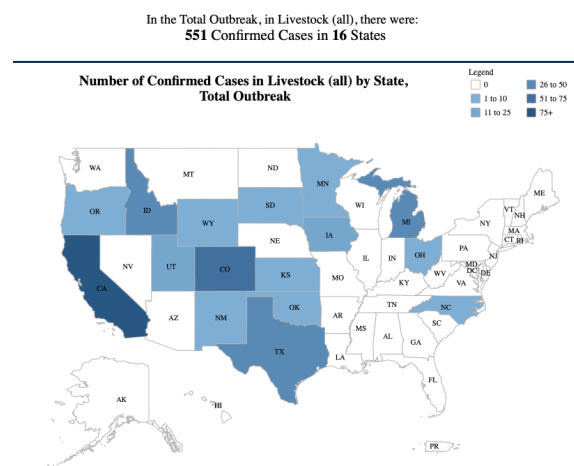 In the Total Outbreak, in Livestock (all), there were:
551 Confirmed Cases in 16 States
Number of Confirmed Cases in Livestock (all) by State,
Total Outbreak
Legend
0
26 to 50
1 to 10
51 to 75
11 to 25
75+
WA
MT
ND
MN
WI
ME
VT
NH
NY
MA
CT
RI
OR
ID
WY
SD
MI
IA
NE
PA
NJ
NV
UT
CO
KS
MO
IL
IN
OH
WV
MD
DC
DE
VA
KY
CA
AZ
NM
OK
AR
TN
NC
SC
MS
AL
GA
TX
LA
FL
AK
HI
PR